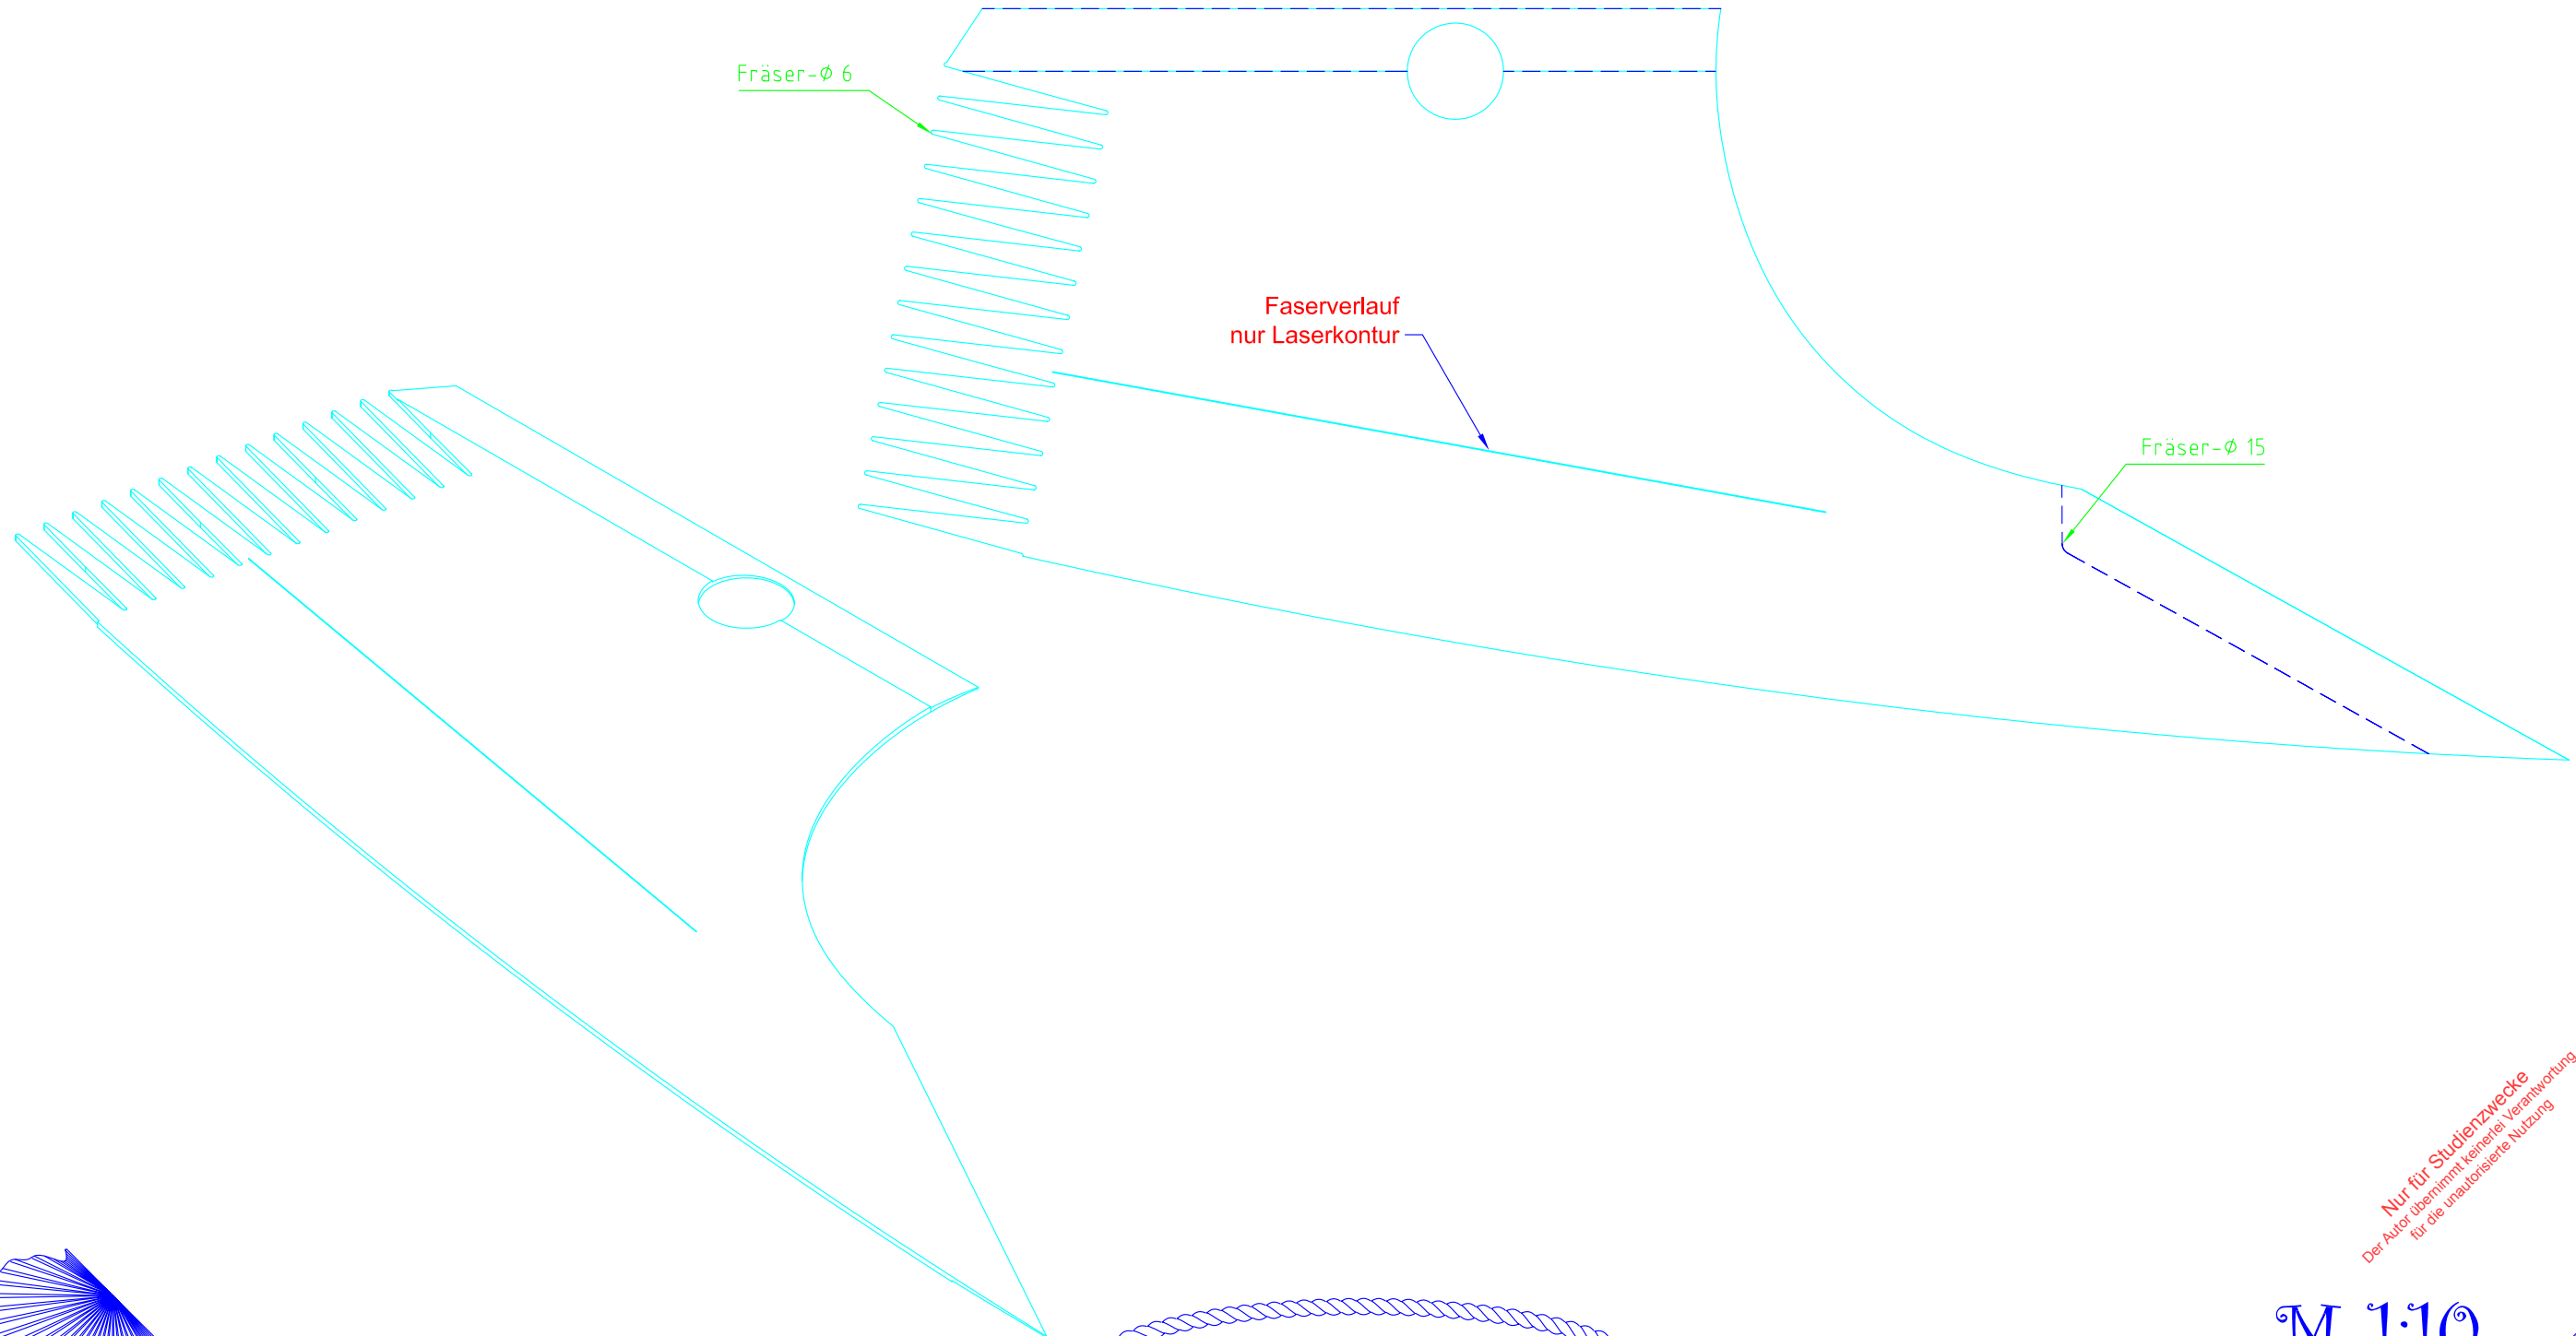 Fräser-Ø 6
Faserverlauf
nur Laserkontur
Fräser-Ø 15
Nur für Studienzwecke
Der Autor übernimmt keinerlei Verantwortung
für die unautorisierte Nutzung
M 1:10